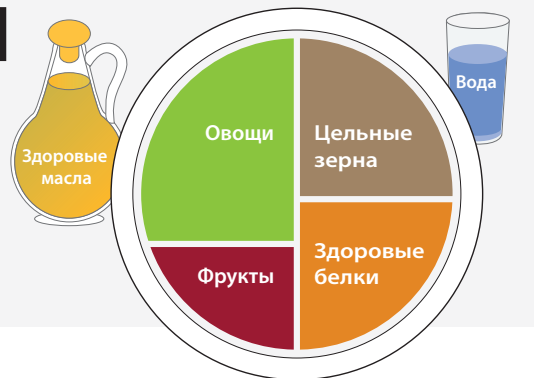 Здоровые
масла
Овощи
Цельные
зерна
Вода
Фрукты
Здоровые
белки